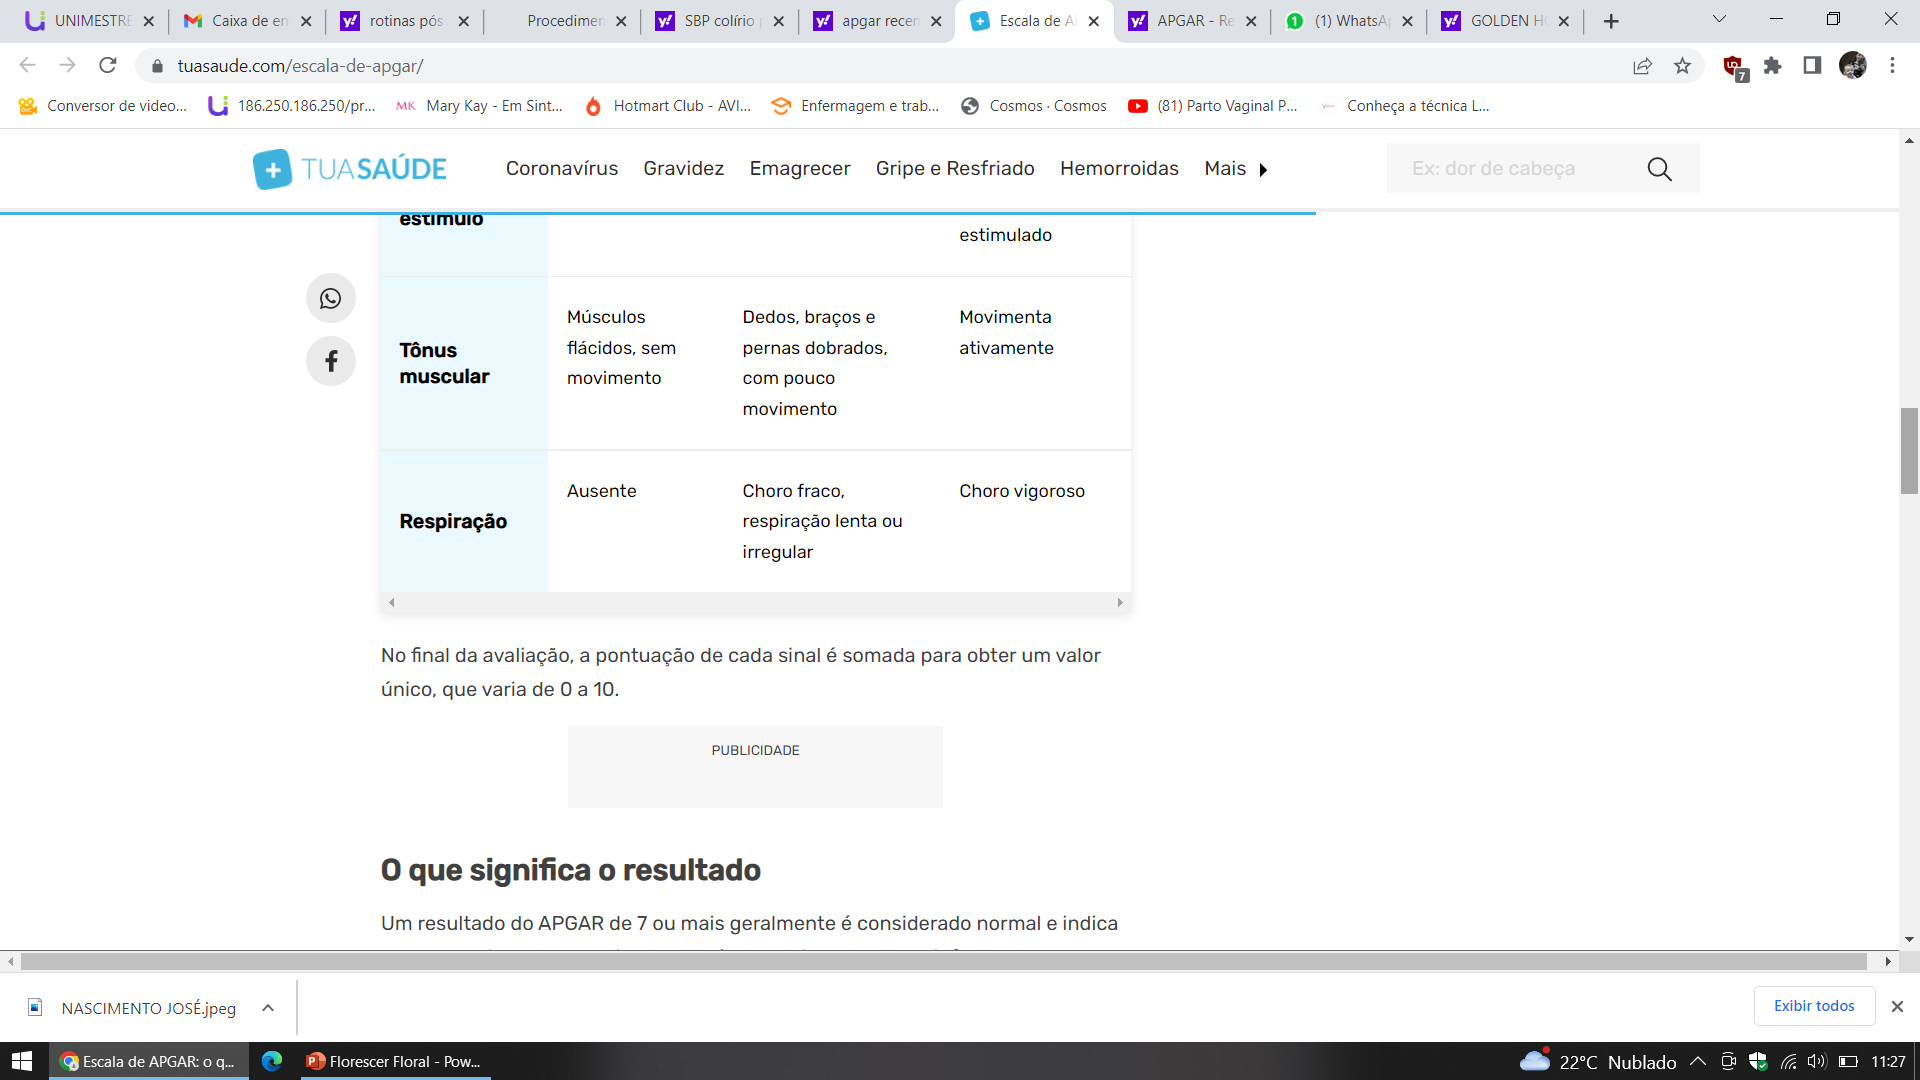 UNIMESTRE
Caixa de en
rotinas pós
Procedimen
SBP colírio
apgar recen
Escala de A
APGAR - Re
(1) WhatsAp
GOLDEN H
tuasaude.com/escala-de-apgar/
7
Conversor de video...
186.250.186.250/pr...
MK Mary Kay - Em Sint...
Hotmart Club - AVI...
Enfermagem e trab...
Cosmos · Cosmos
(81) Parto Vaginal P...
Conheça a técnica L...
TUASAÚDE
Coronavírus Gravidez Emagrecer Gripe e Resfriado Hemorroidas Mais
Ex: dor de cabeça
estímulo
estimulado
Tônus
muscular
Músculos
flácidos, sem
movimento
Dedos, braços e
pernas dobrados,
com pouco
movimento
Movimenta
ativamente
Respiração
Ausente
Choro fraco,
respiração lenta ou
irregular
Choro vigoroso
No final da avaliação, a pontuação de cada sinal é somada para obter um valor
único, que varia de 0 a 10.
PUBLICIDADE
O que significa o resultado
Um resultado do APGAR de 7 ou mais geralmente é considerado normal e indica
NASCIMENTO JOSÉ.jpeg
Exibir todos
Escala de APGAR: o q...
Florescer Floral - Pow...
22°C Nublado
11:27